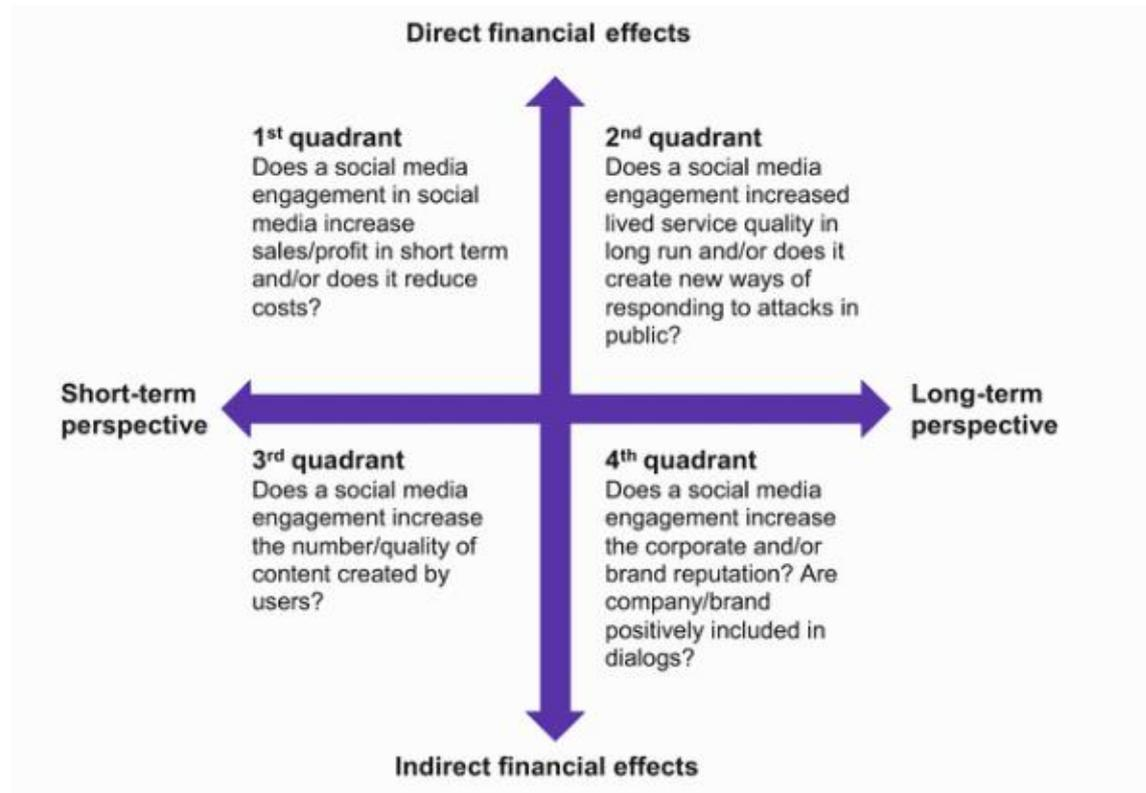 Direct financial effects
1st quadrant
Does a social media
engagement in social
media increase
sales/profit in short term
and/or does it reduce
costs?
2nd quadrant
Does a social media
engagement increased
lived service quality in
long run and/or does it
create new ways of
responding to attacks in
public?
Short-term
perspective
Long-term
perspective
3rd quadrant
Does a social media
engagement increase
the number/quality of
content created by
users?
4th quadrant
Does a social media
engagement increase
the corporate and/or
brand reputation? Are
company/brand
positively included in
dialogs?
Indirect financial effects